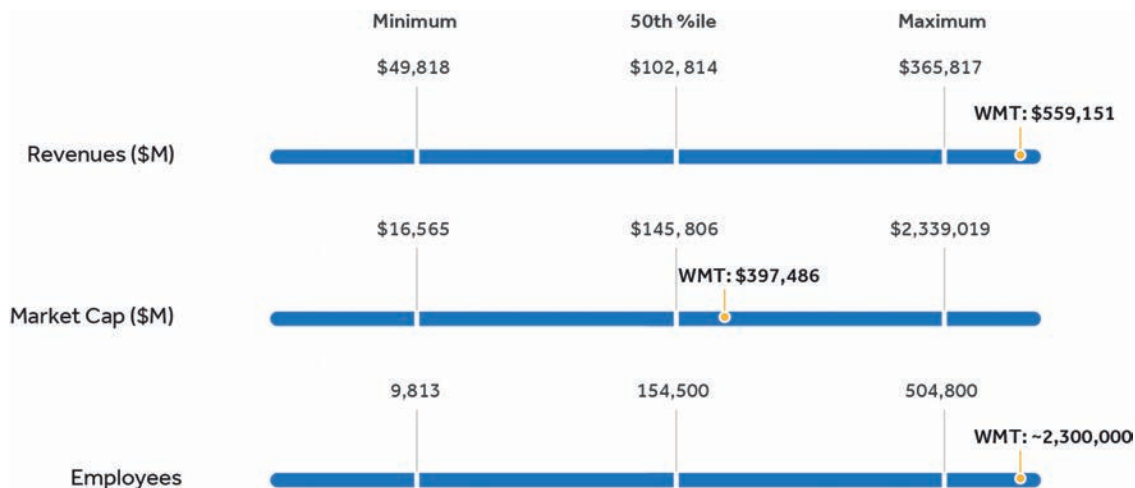 Minimum 50th %ile Maximum
$49,818 $102,814 $365,817
WMT: $559,151
Revenues ($M)
$16,565 $145,806 $2,339,019
WMT: $397,486
Market Cap ($M)
9,813 154,500 504,800
WMT: ~2,300,000
Employees